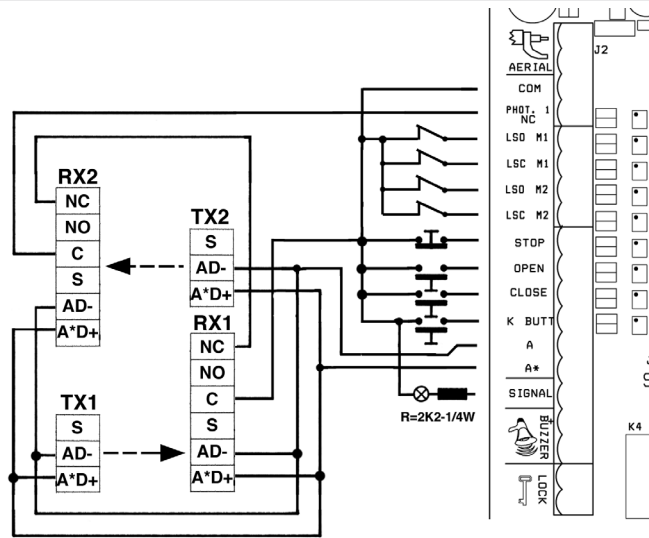 RX2
NC
NO
C
S
AD-
A*D+
TX1
S
AD-
A*D+
TX2
S
AD-
A*D+
RX1
NC
NO
C
S
AD-
A*D+
R=2K2-1/4W
AERIAL
COM
PHOT. 1
NC
LSO M1
LSC M1
LSO M2
LSC M2
STOP
OPEN
CLOSE
K BUTT
A
A*
SIGNAL
BUZZER
+
LOCK
J2
K4